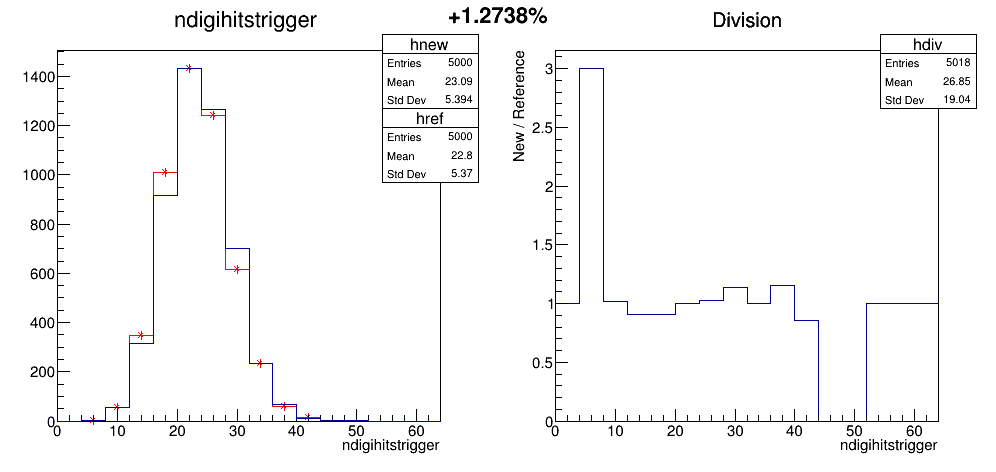 +1.2738%
ndigihitstrigger
hnew
Entries 5000
Mean 23.09
Std Dev 5.394
href
Entries 5000
Mean 22.8
Std Dev 5.37
1400
1200
1000
800
600
400
200
0
0 10 20 30 40 50 60
ndigihitstrigger
Division
hdiv
Entries 5018
Mean 26.85
Std Dev 19.04
New / Reference
3
2.5
2
1.5
1
0.5
0
0 10 20 30 40 50 60
ndigihitstrigger